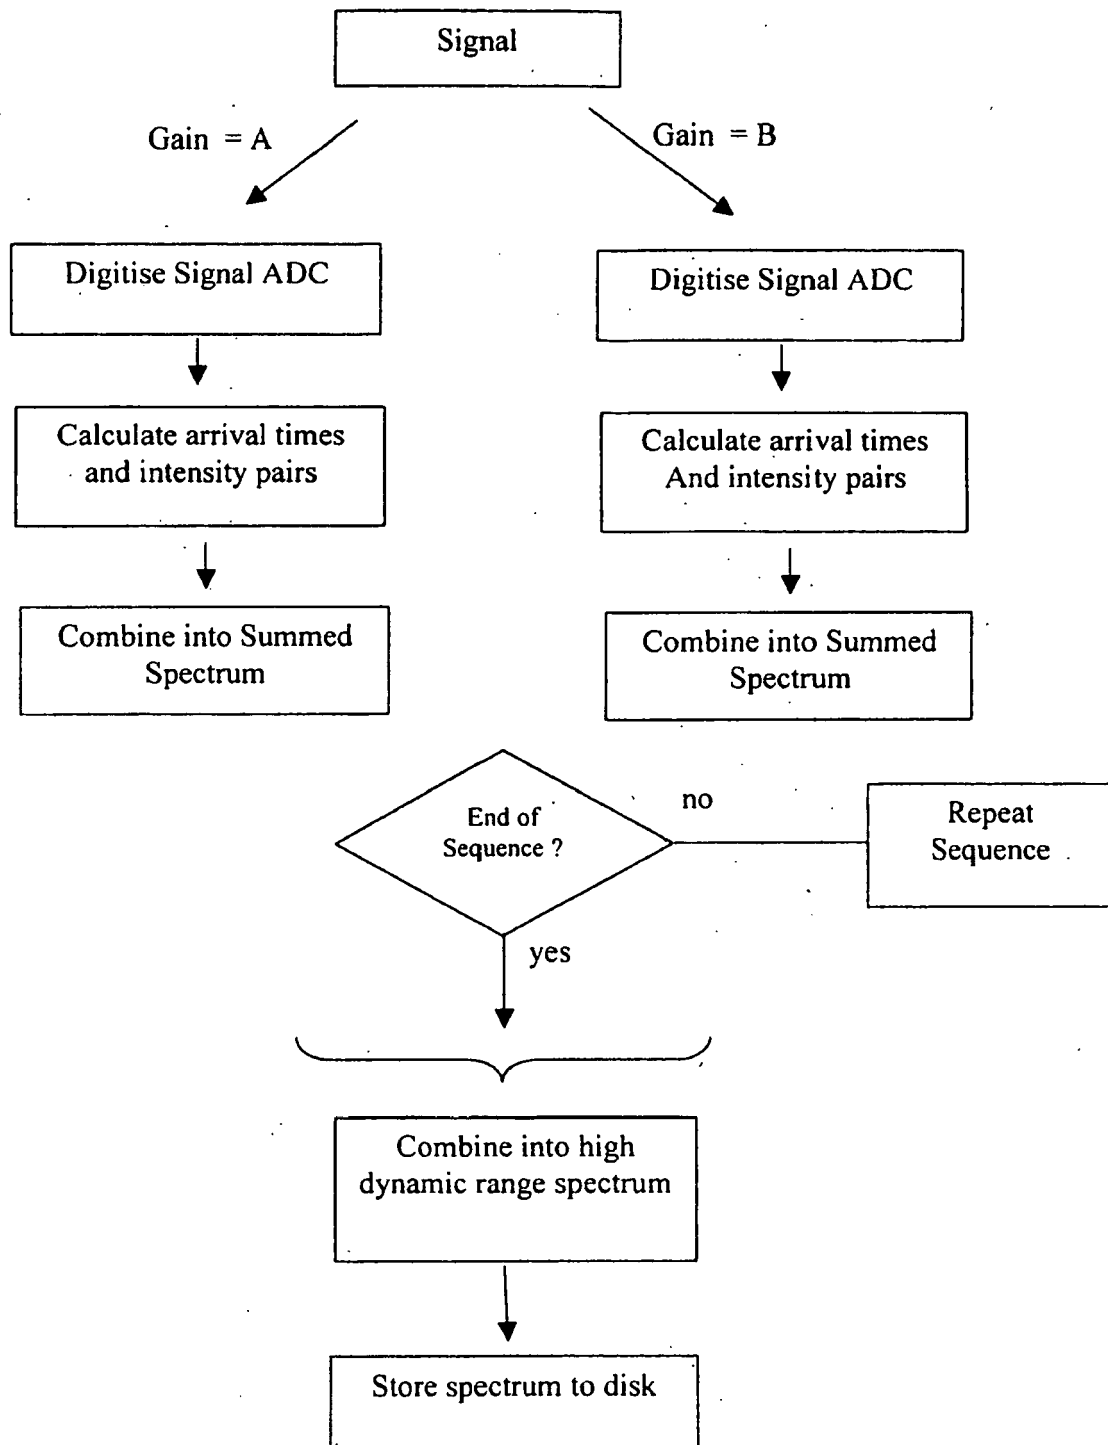 Signal
Gain = A
Gain = B
Digitise Signal ADC
Digitise Signal ADC
Calculate arrival times
and intensity pairs
Calculate arrival times
And intensity pairs
Combine into Summed
Spectrum
Combine into Summed
Spectrum
End of
Sequence ?
no
Repeat
Sequence
yes
Combine into high
dynamic range spectrum
Store spectrum to disk